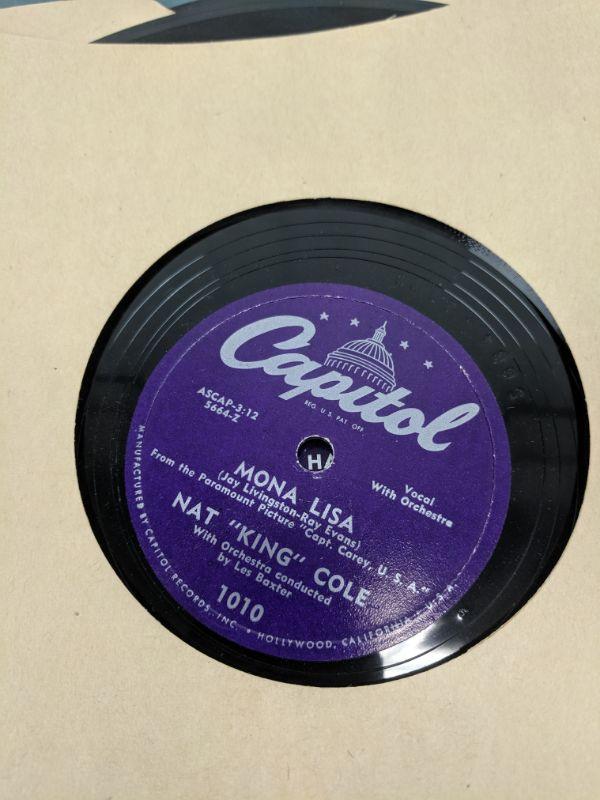 Capitol
REG. U.S. PAT. OFF.
ASCAP-3:12
5664-Z
HA
Vocal
With Orchestra
MONA LISA
(Jay Livingston-Ray Evans)
From the Paramount Picture "Capt. Carey, U.S.A."
NAT "KING" COLE
With Orchestra conducted
by Les Baxter
1010
MANUFACTURED BY CAPITOL RECORDS, INC. • HOLLYWOOD, CALIFORNIA • U.S.A.